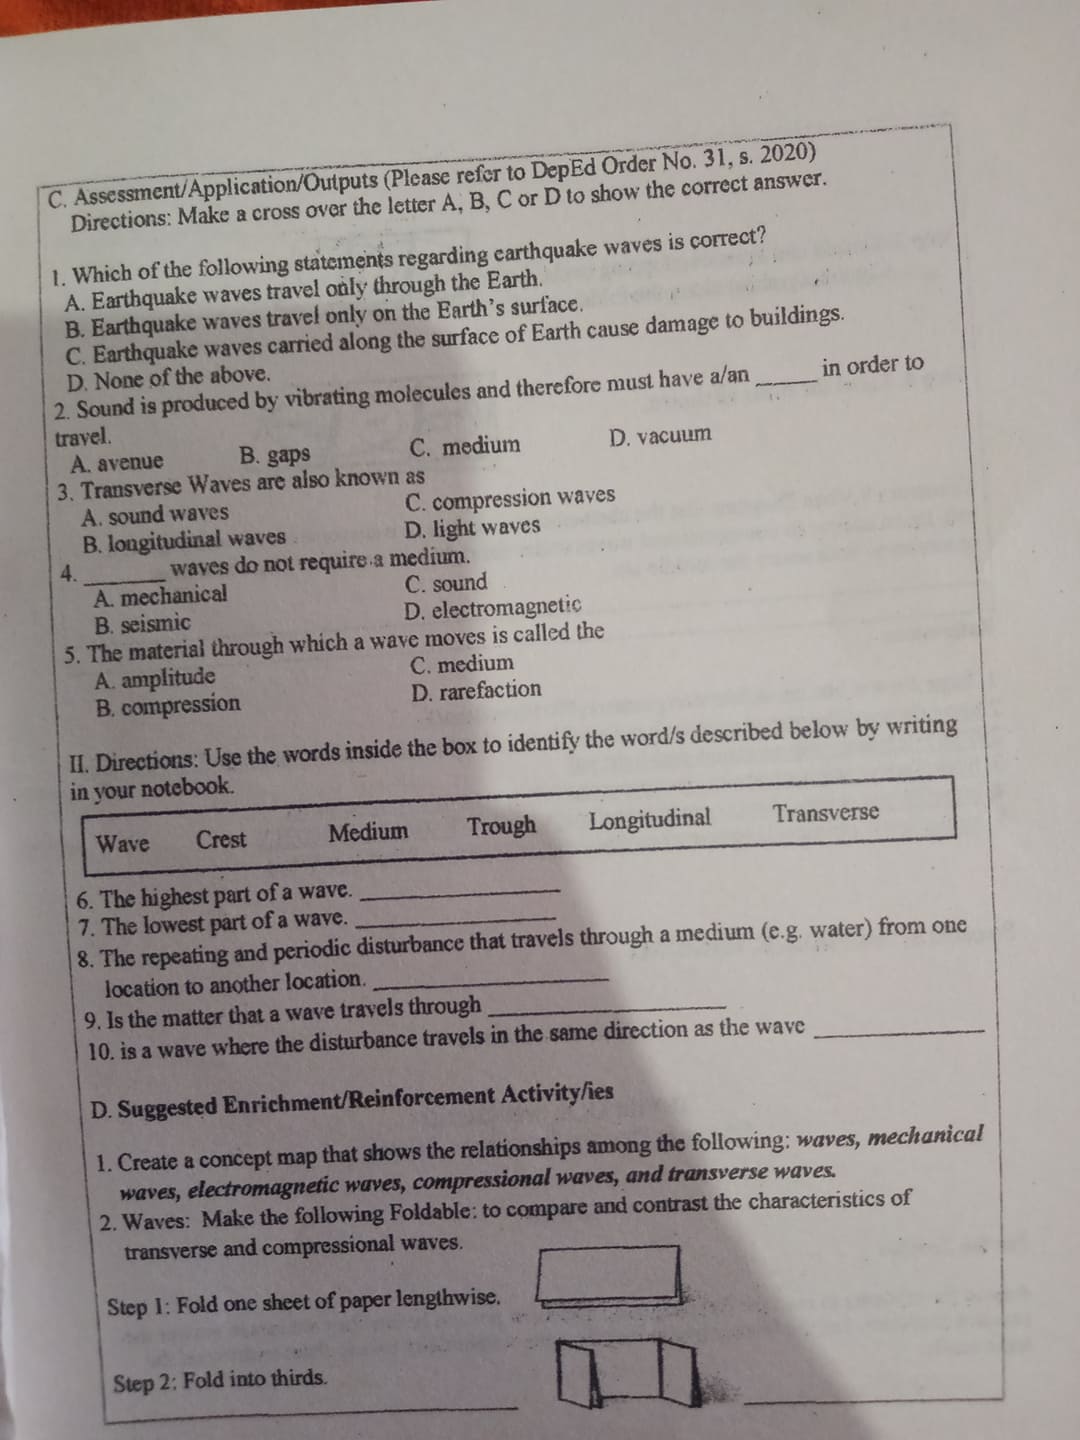 C. Assessment/Application/Outputs (Please refer to DepEd Order No. 31, s. 2020)
Directions: Make a cross over the letter A, B, C or D to show the correct answer.
1. Which of the following statements regarding earthquake waves is correct?
A. Earthquake waves travel only through the Earth.
B. Earthquake waves travel only on the Earth's surface.
C. Earthquake waves carried along the surface of Earth cause damage to buildings.
D. None of the above.
2. Sound is produced by vibrating molecules and therefore must have a/an ______ in order to
travel.
A. avenue B. gaps C. medium D. vacuum
3. Transverse Waves are also known as
A. sound waves C. compression waves
B. longitudinal waves D. light waves
4. ________ waves do not require a medium.
A. mechanical C. sound
B. seismic D. electromagnetic
5. The material through which a wave moves is called the
A. amplitude C. medium
B. compression D. rarefaction
II. Directions: Use the words inside the box to identify the word/s described below by writing
in your notebook.
Wave Crest Medium Trough Longitudinal Transverse
6. The highest part of a wave. ____________________
7. The lowest part of a wave. ____________________
8. The repeating and periodic disturbance that travels through a medium (e.g. water) from one
location to another location. ________________________
9. Is the matter that a wave travels through ________________________
10. is a wave where the disturbance travels in the same direction as the wave _________________
D. Suggested Enrichment/Reinforcement Activity/ies
1. Create a concept map that shows the relationships among the following: waves, mechanical
waves, electromagnetic waves, compressional waves, and transverse waves.
2. Waves: Make the following Foldable: to compare and contrast the characteristics of
transverse and compressional waves.
Step 1: Fold one sheet of paper lengthwise.
Step 2: Fold into thirds.